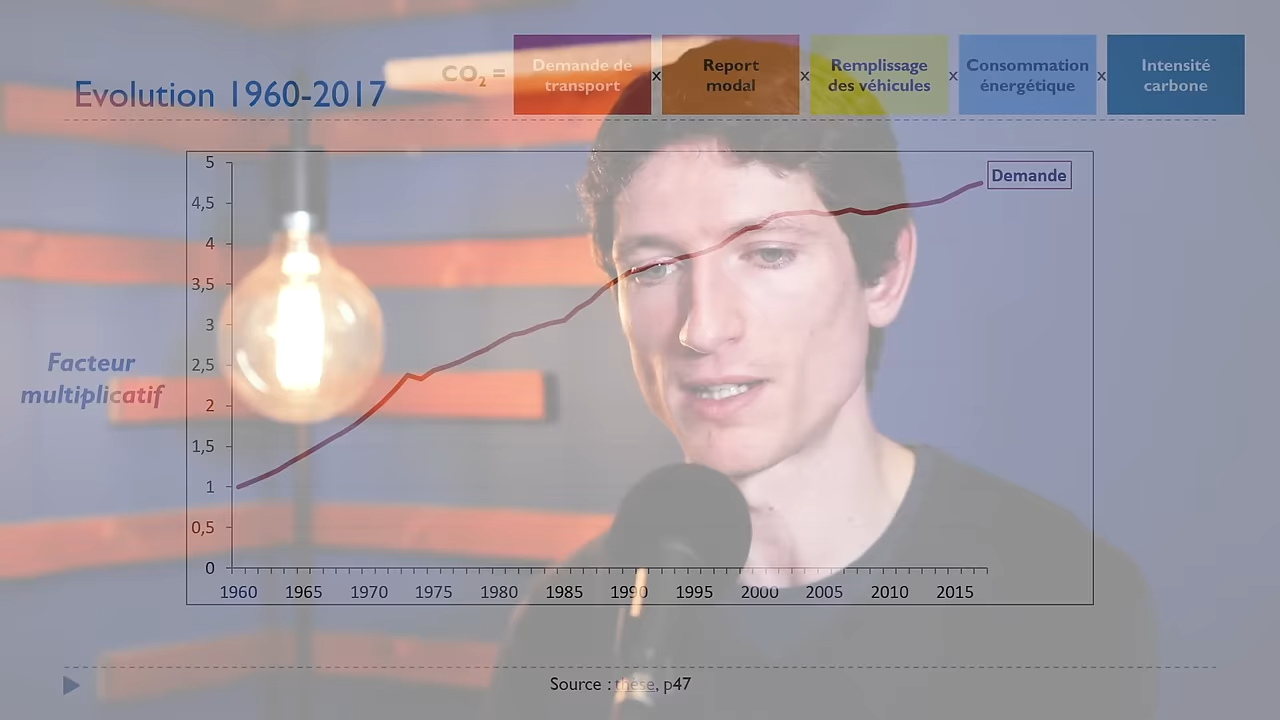 CO2 =
Demande de
transport
x
Report
modal
x
Remplissage
des véhicules
x
Consommation
énergétique
x
Intensité
carbone
Evolution 1960-2017
5
4,5
4
3,5
3
2,5
2
1,5
1
0,5
0
Demande
Facteur
multiplicatif
1960 1965 1970 1975 1980 1985 1990 1995 2000 2005 2010 2015
Source : these, p47